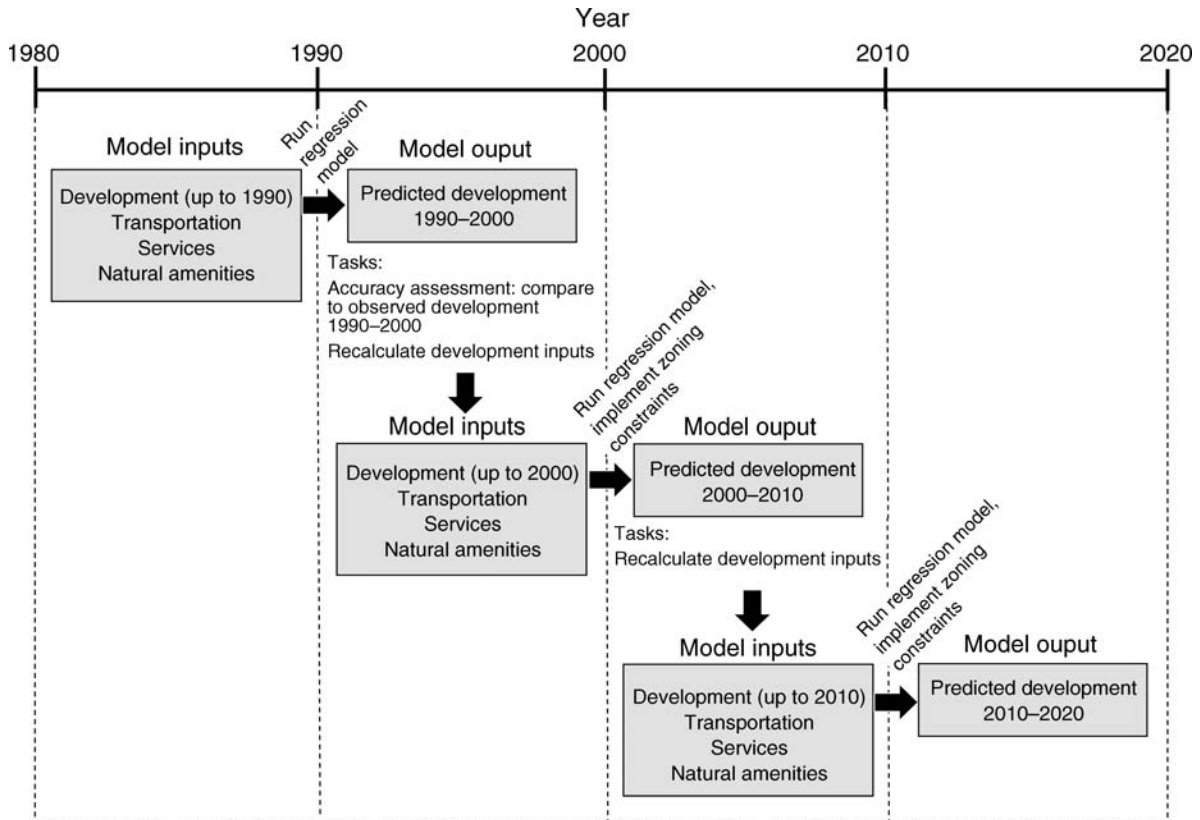 Year
1980
1990
2000
2010
2020
Model inputs
Development (up to 1990)
Transportation
Services
Natural amenities
Run
regression
model
Model ouput
Predicted development
1990–2000
Tasks:
Accuracy assessment: compare
to observed development
1990–2000
Recalculate development inputs
Model inputs
Development (up to 2000)
Transportation
Services
Natural amenities
Run regression model,
implement zoning
constraints
Model ouput
Predicted development
2000–2010
Tasks:
Recalculate development inputs
Model inputs
Development (up to 2010)
Transportation
Services
Natural amenities
Run regression model,
implement zoning
constraints
Model ouput
Predicted development
2010–2020